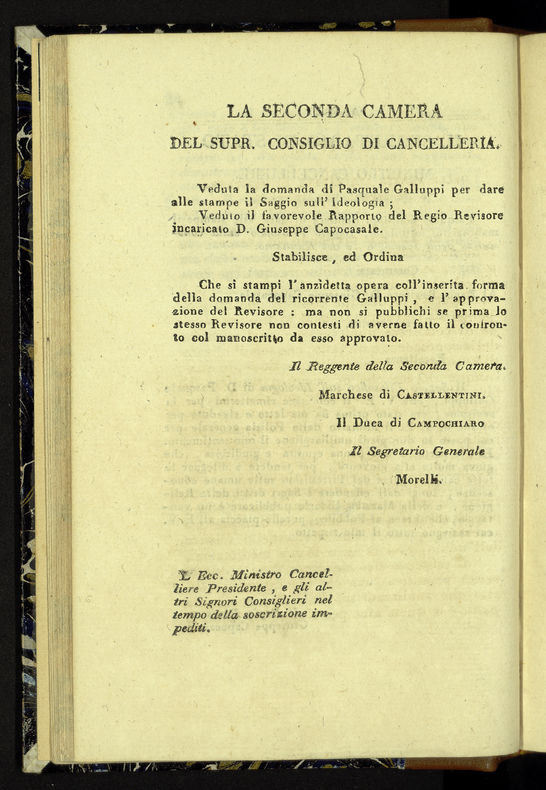 LA SECONDA CAMERA
DEL SUPR. CONSIGLIO DI CANCELLERIA.
Veduta la domanda di Pasquale Galluppi per dare
alle stampe il Saggio sull' Ideologia ;
Veduto il favorevole Rapporto del Regio Revisore
incaricato D. Giuseppe Capocasale.
Stabilisce , ed Ordina
Che si stampi l' anzidetta opera coll' inserita forma
della domanda del ricorrente Galluppi , e l' approva-
zione del Revisore : ma non si pubblichi se prima lo
stesso Revisore non contesti di averne fatto il confron-
to col manoscritto da esso approvato.
Il Reggente della Seconda Camera.
Marchese di CASTELLENTINI.
Il Duca di CAMPOCHIARO
Il Segretario Generale
Morelli.
L' Ecc. Ministro Cancel-
liere Presidente , e gli al-
tri Signori Consiglieri nel
tempo della soscrizione im-
pediti.